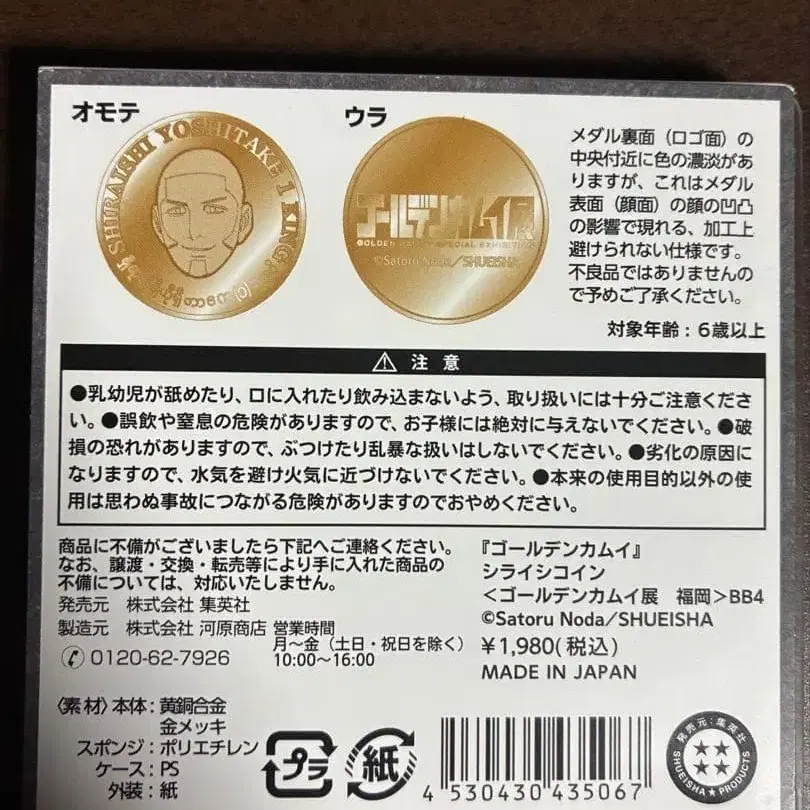 オモテ
ウラ
SHIRAISHI YOSHITAKE 1 KING
ゴールデンカムイ展
GOLDEN KAMUY SPECIAL EXHIBITION
©Satoru Noda/SHUEISHA
メダル裏面（ロゴ面）の
中央付近に色の濃淡があ
りますが、これはメダル
表面（顔面）の顔の凹凸
の影響で現れる、加工上
避けられない仕様です。
不良品ではありませんの
で予めご了承ください。
対象年齢：6歳以上
注 意
●乳幼児が舐めたり、口に入れたり飲み込まないよう、取り扱いには十分ご注意くださ
い。●誤飲や窒息の危険がありますので、お子様には絶対に与えないでください。●破
損の恐れがありますので、ぶつけたり乱暴な扱いはしないでください。●劣化の原因に
なりますので、水気を避け火気に近づけないでください。●本来の使用目的以外の使
用は思わぬ事故につながる危険がありますのでおやめください。
商品に不備がございましたら下記へご連絡ください。
なお、譲渡・交換・転売等により手に入れた商品の
不備については、対応いたしません。
発売元 株式会社 集英社
製造元 株式会社 河原商店 営業時間
月～金（土日・祝日を除く）
0120-62-7926 10:00～16:00
『ゴールデンカムイ』
シライシコイン
＜ゴールデンカムイ展 福岡＞BB4
©Satoru Noda/SHUEISHA
￥1,980(税込)
MADE IN JAPAN
〈素材〉本体：黄銅合金
金メッキ
スポンジ：ポリエチレン
ケース：PS
外装：紙
プラ
紙
4 530430 435067
発売元：集英社
SHUEISHA★PRODUCTS